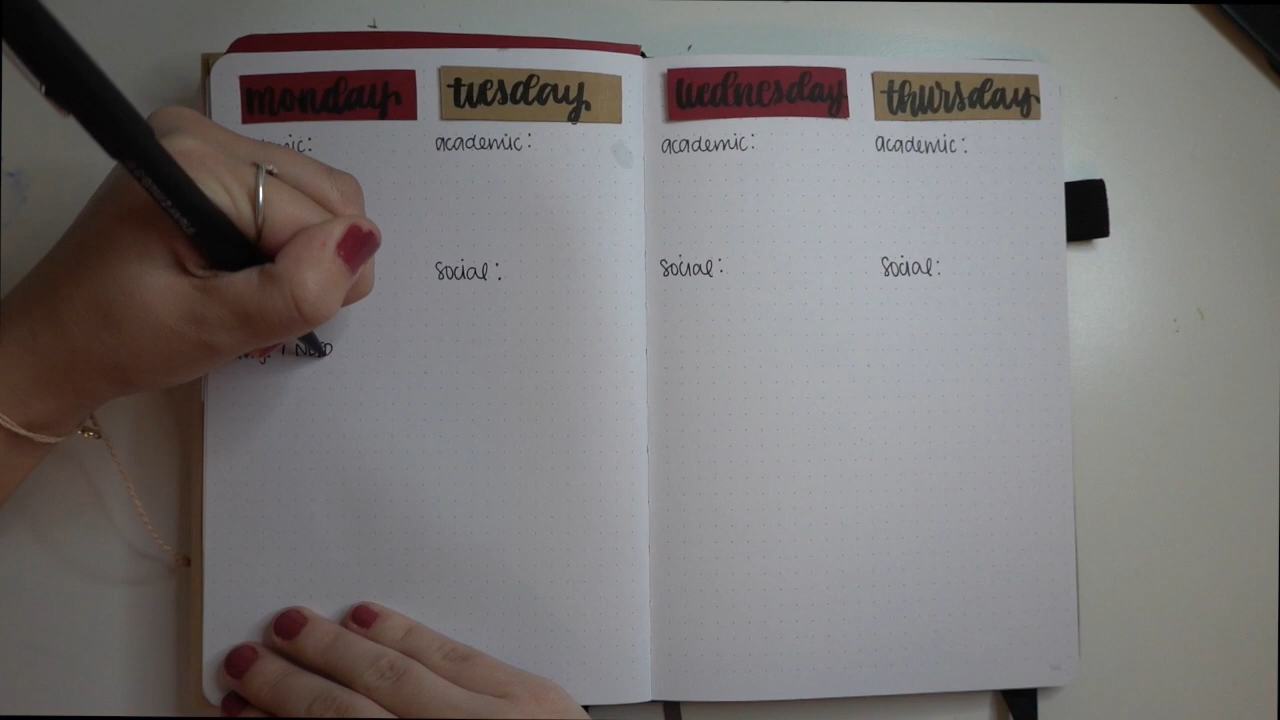 monday
tuesday
wednesday
thursday
academic:
academic:
academic:
social:
social:
social: